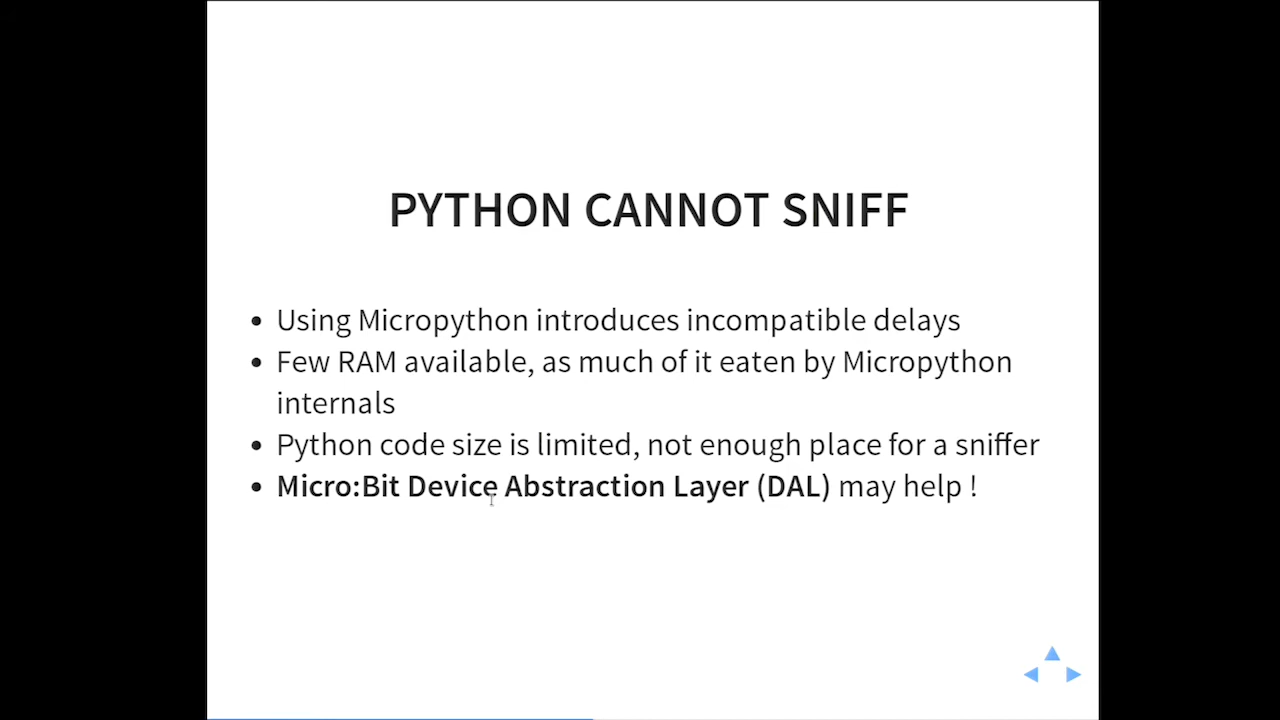 PYTHON CANNOT SNIFF
• Using Micropython introduces incompatible delays
• Few RAM available, as much of it eaten by Micropython
internals
• Python code size is limited, not enough place for a sniffer
• Micro:Bit Device Abstraction Layer (DAL) may help !